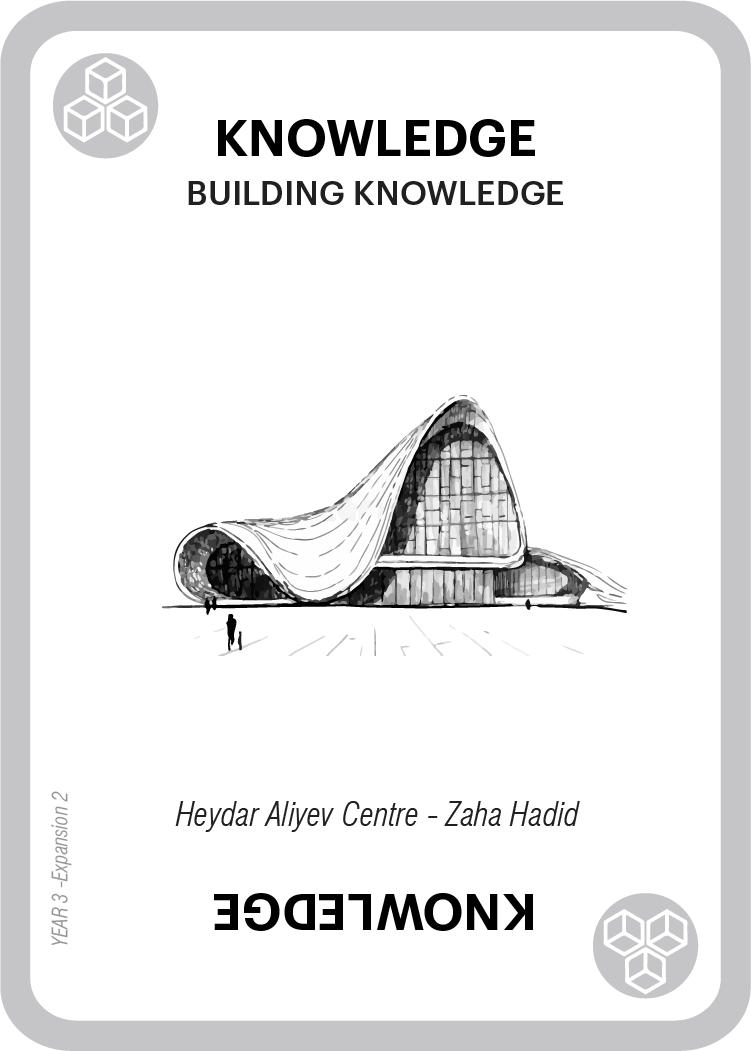 KNOWLEDGE
BUILDING KNOWLEDGE
Heydar Aliyev Centre - Zaha Hadid
YEAR 3 -Expansion 2
KNOWLEDGE